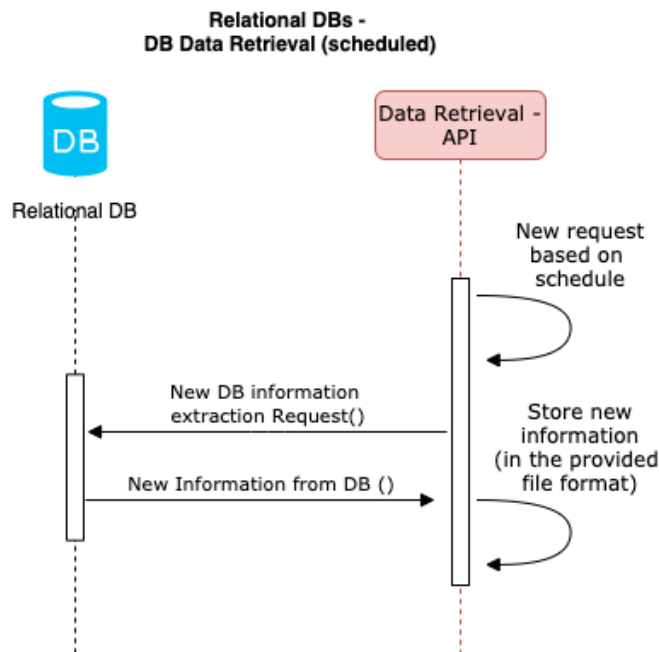 Relational DBs -
DB Data Retrieval (scheduled)
DB
Data Retrieval -
API
Relational DB
New request
based on
schedule
New DB information
extraction Request()
Store new
information
(in the provided
file format)
New Information from DB ()